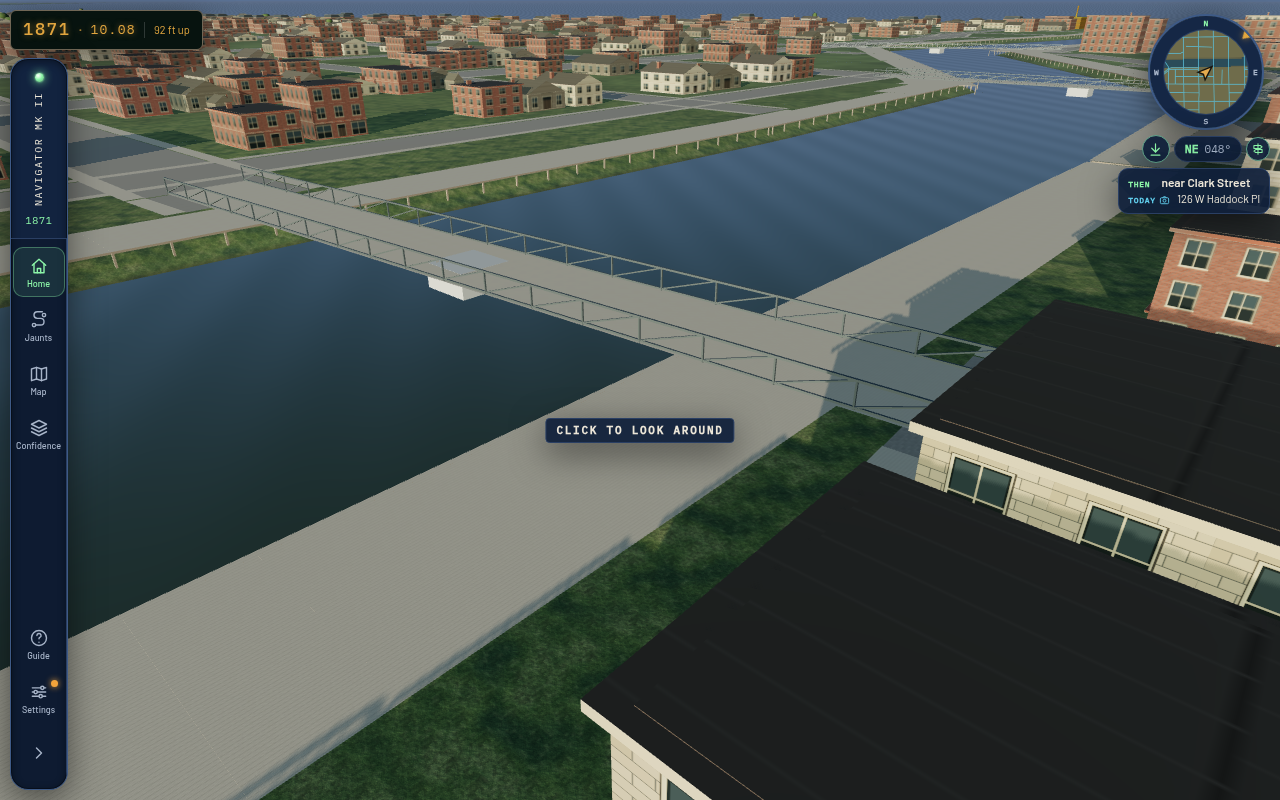 1871 · 10.08 92 ft up
NAVIGATOR MK II
1871
Home
Jaunts
Map
Confidence
Guide
Settings
CLICK TO LOOK AROUND
N
W
E
S
NE 048°
THEN near Clark Street
TODAY 126 W Haddock Pl